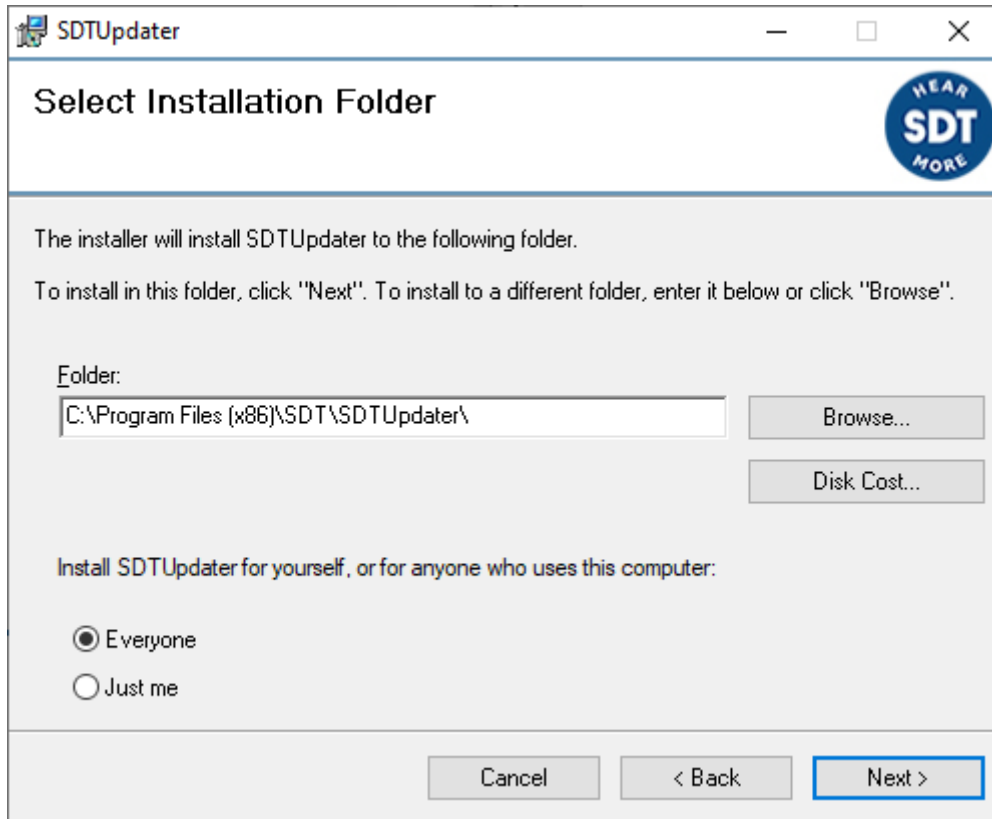 SDTUpdater
Select Installation Folder
HEAR
SDT
MORE
The installer will install SDTUpdater to the following folder.
To install in this folder, click "Next". To install to a different folder, enter it below or click "Browse".
Folder:
C:\Program Files (x86)\SDT\SDTUpdater\
Browse...
Disk Cost...
Install SDTUpdater for yourself, or for anyone who uses this computer:
Everyone
Just me
Cancel
< Back
Next >